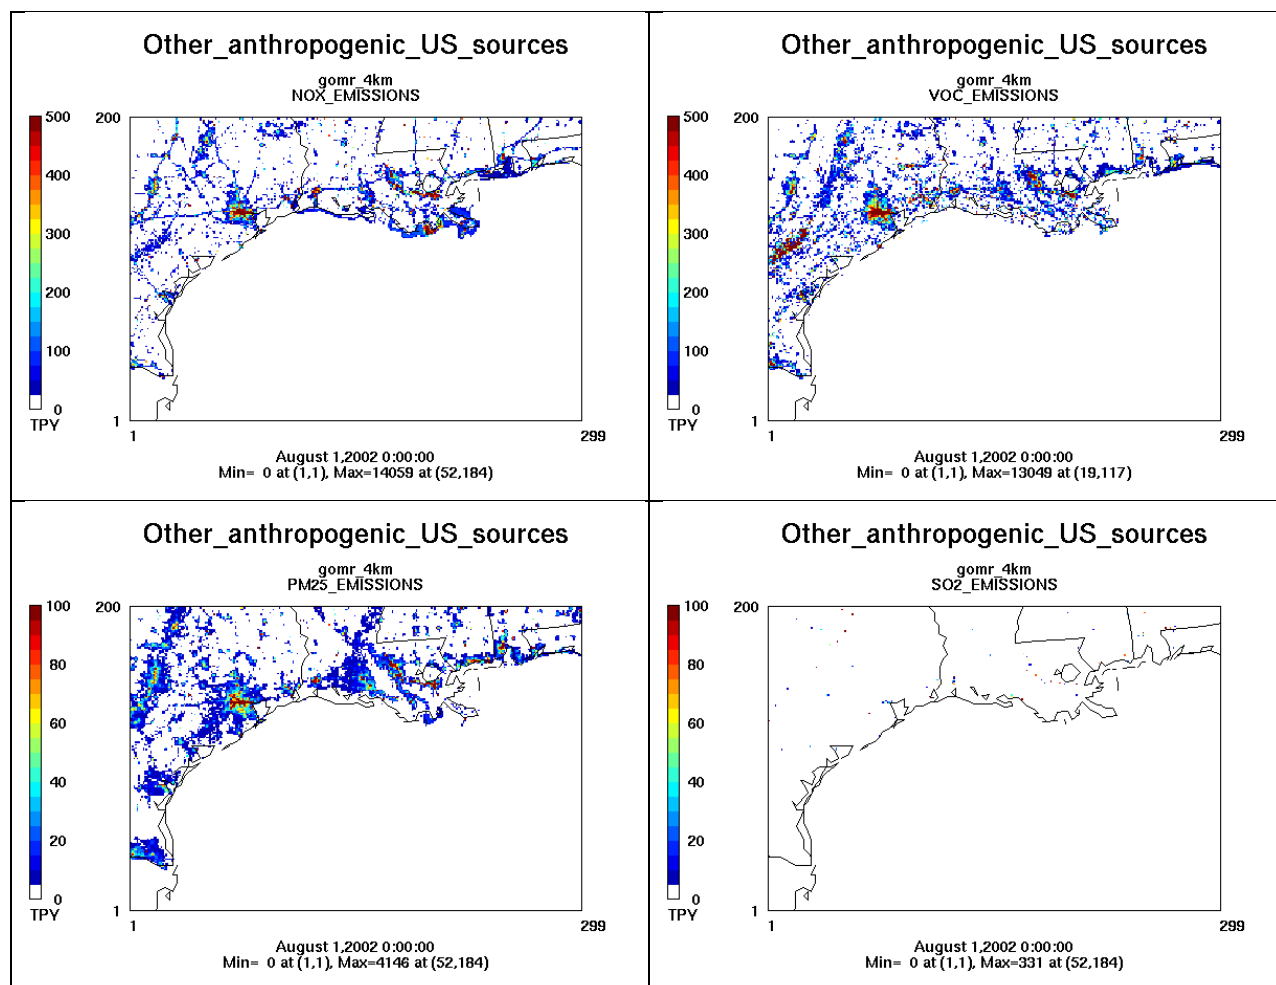 Other_anthropogenic_US_sources
gomr_4km
NOX_EMISSIONS
500
400
300
200
100
0
TPY
200
1
1
299
August 1,2002 0:00:00
Min= 0 at (1,1), Max=14059 at (52,184)
Other_anthropogenic_US_sources
gomr_4km
VOC_EMISSIONS
500
400
300
200
100
0
TPY
200
1
1
299
August 1,2002 0:00:00
Min= 0 at (1,1), Max=13049 at (19,117)
Other_anthropogenic_US_sources
gomr_4km
PM25_EMISSIONS
100
80
60
40
20
0
TPY
200
1
1
299
August 1,2002 0:00:00
Min= 0 at (1,1), Max=4146 at (52,184)
Other_anthropogenic_US_sources
gomr_4km
SO2_EMISSIONS
100
80
60
40
20
0
TPY
200
1
1
299
August 1,2002 0:00:00
Min= 0 at (1,1), Max=331 at (52,184)